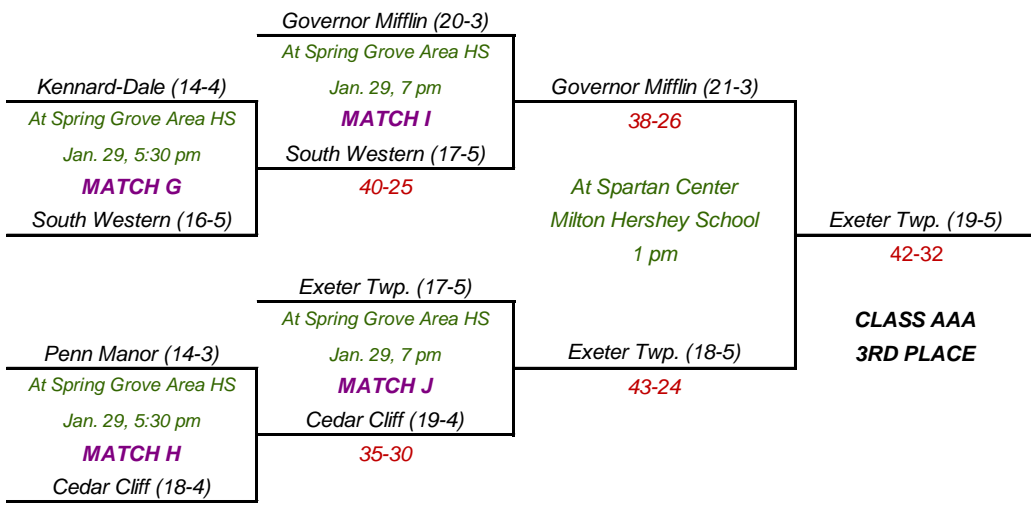 Governor Mifflin (20-3)
At Spring Grove Area HS
Jan. 29, 7 pm
MATCH I
South Western (17-5)
40-25
Kennard-Dale (14-4)
At Spring Grove Area HS
Jan. 29, 5:30 pm
MATCH G
South Western (16-5)
Governor Mifflin (21-3)
38-26
At Spartan Center
Milton Hershey School
1 pm
Exeter Twp. (19-5)
42-32
CLASS AAA
3RD PLACE
Exeter Twp. (17-5)
At Spring Grove Area HS
Jan. 29, 7 pm
MATCH J
Cedar Cliff (19-4)
35-30
Exeter Twp. (18-5)
43-24
Penn Manor (14-3)
At Spring Grove Area HS
Jan. 29, 5:30 pm
MATCH H
Cedar Cliff (18-4)